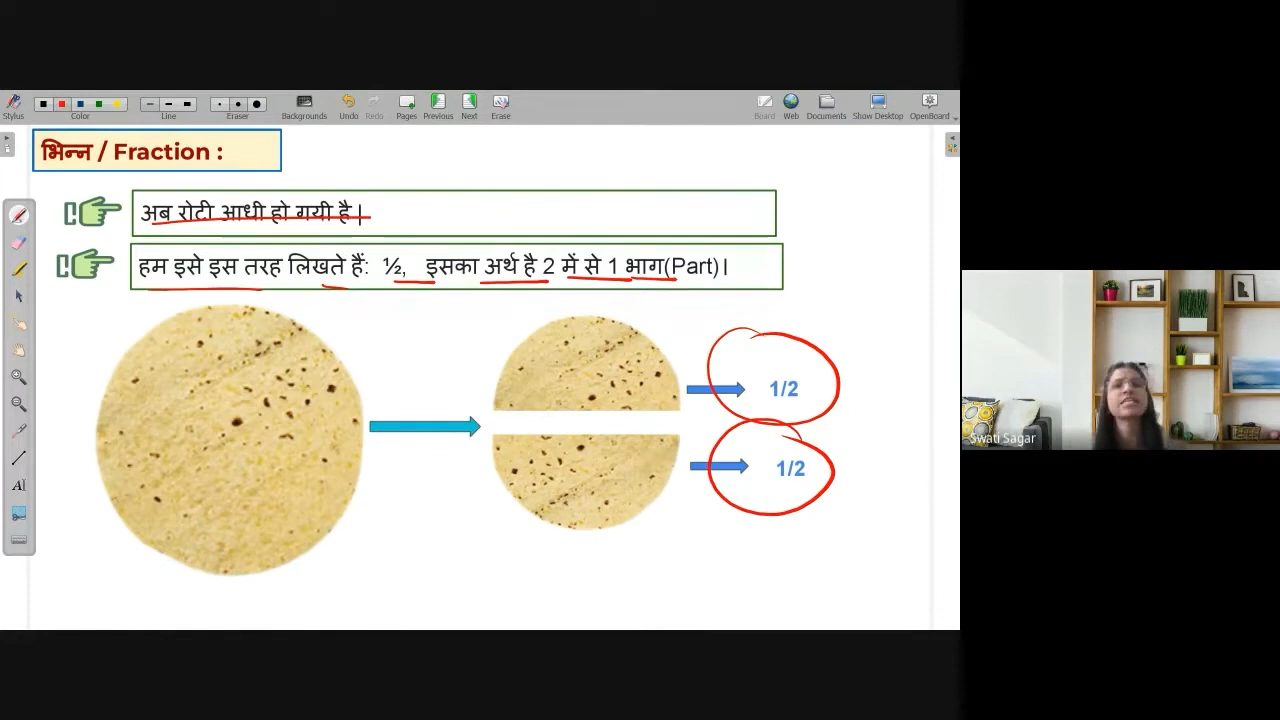 Stylus
Color
Line
Eraser
Backgrounds
Undo
Redo
Pages
Previous
Next
Erase
Board
Web
Documents
Show Desktop
OpenBoard
भिन्न / Fraction :
अब रोटी आधी हो गयी है |
हम इसे इस तरह लिखते हैं: ½, इसका अर्थ है 2 में से 1 भाग(Part)।
1/2
1/2
Swati Sagar